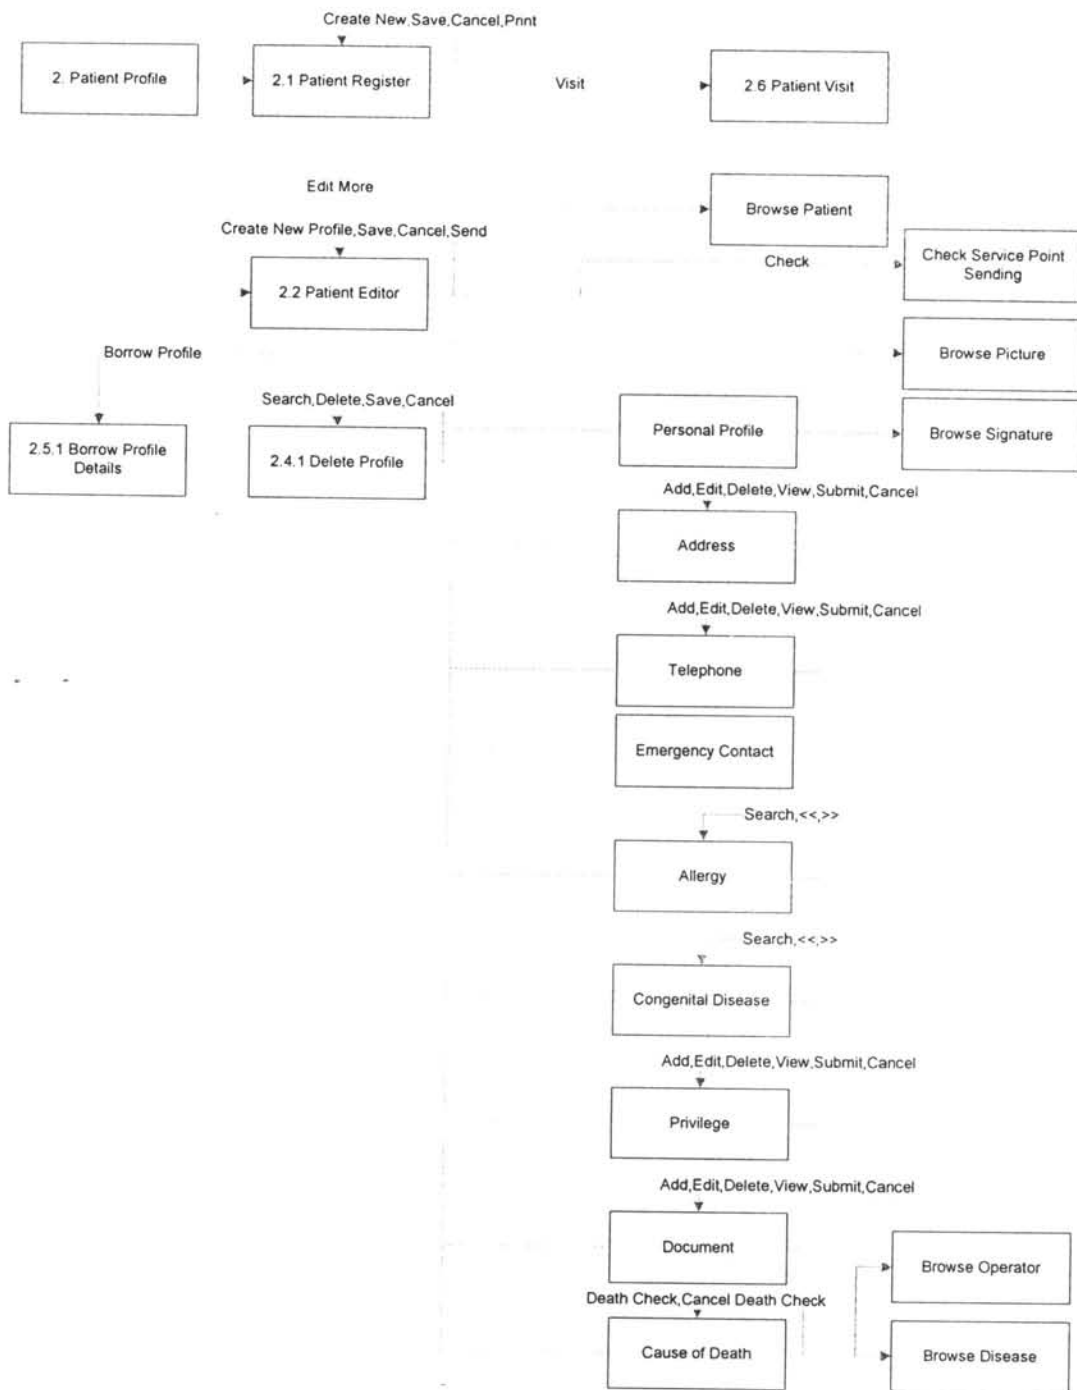 Create New,Save,Cancel,Print
2. Patient Profile
2.1 Patient Register
Visit
2.6 Patient Visit
Edit More
Browse Patient
Create New Profile,Save,Cancel,Send
Check
Check Service Point
Sending
2.2 Patient Editor
Borrow Profile
Browse Picture
Search,Delete,Save,Cancel
2.5.1 Borrow Profile
Details
2.4.1 Delete Profile
Personal Profile
Browse Signature
Add,Edit,Delete,View,Submit,Cancel
Address
Add,Edit,Delete,View,Submit,Cancel
Telephone
Emergency Contact
Search,<<,>>
Allergy
Search,<<,>>
Congenital Disease
Add,Edit,Delete,View,Submit,Cancel
Privilege
Add,Edit,Delete,View,Submit,Cancel
Document
Browse Operator
Death Check,Cancel Death Check
Cause of Death
Browse Disease